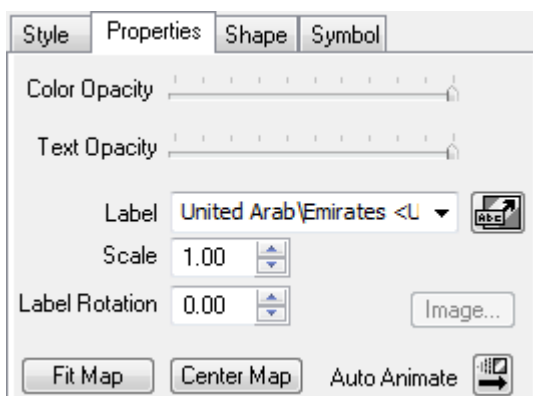 Style Properties Shape Symbol
Color Opacity
Text Opacity
Label United Arab\Emirates <U
Abc
Scale 1.00
Label Rotation 0.00 Image...
Fit Map Center Map Auto Animate